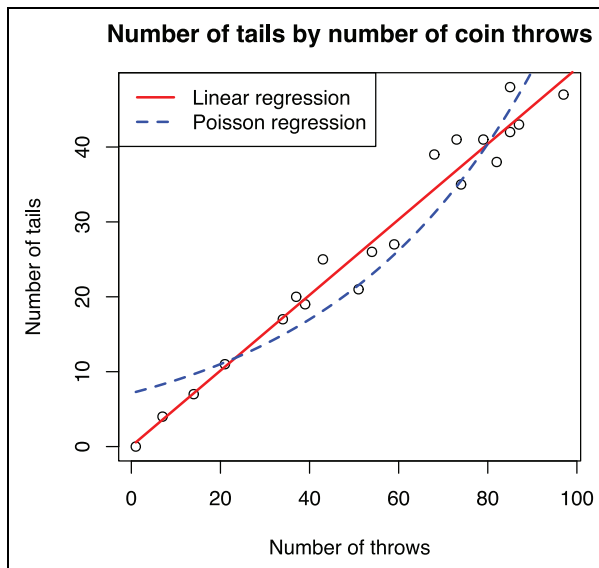 Number of tails by number of coin throws
Linear regression
Poisson regression
Number of tails
0
10
20
30
40
0
20
40
60
80
100
Number of throws